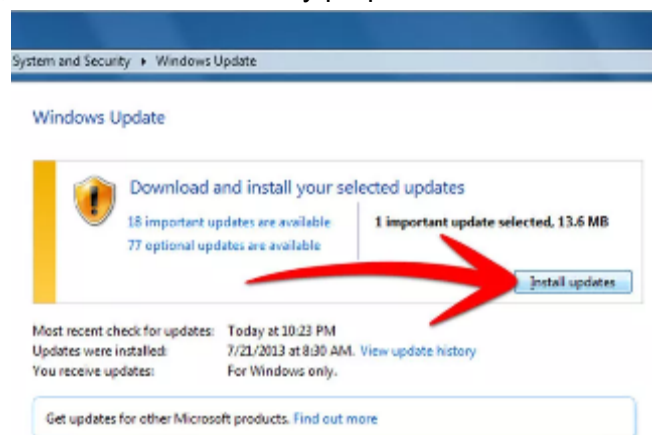 System and Security ▸ Windows Update
Windows Update
Download and install your selected updates
18 important updates are available
1 important update selected, 13.6 MB
77 optional updates are available
Install updates
Most recent check for updates: Today at 10:23 PM
Updates were installed: 7/21/2013 at 8:30 AM. View update history
You receive updates: For Windows only.
Get updates for other Microsoft products. Find out more